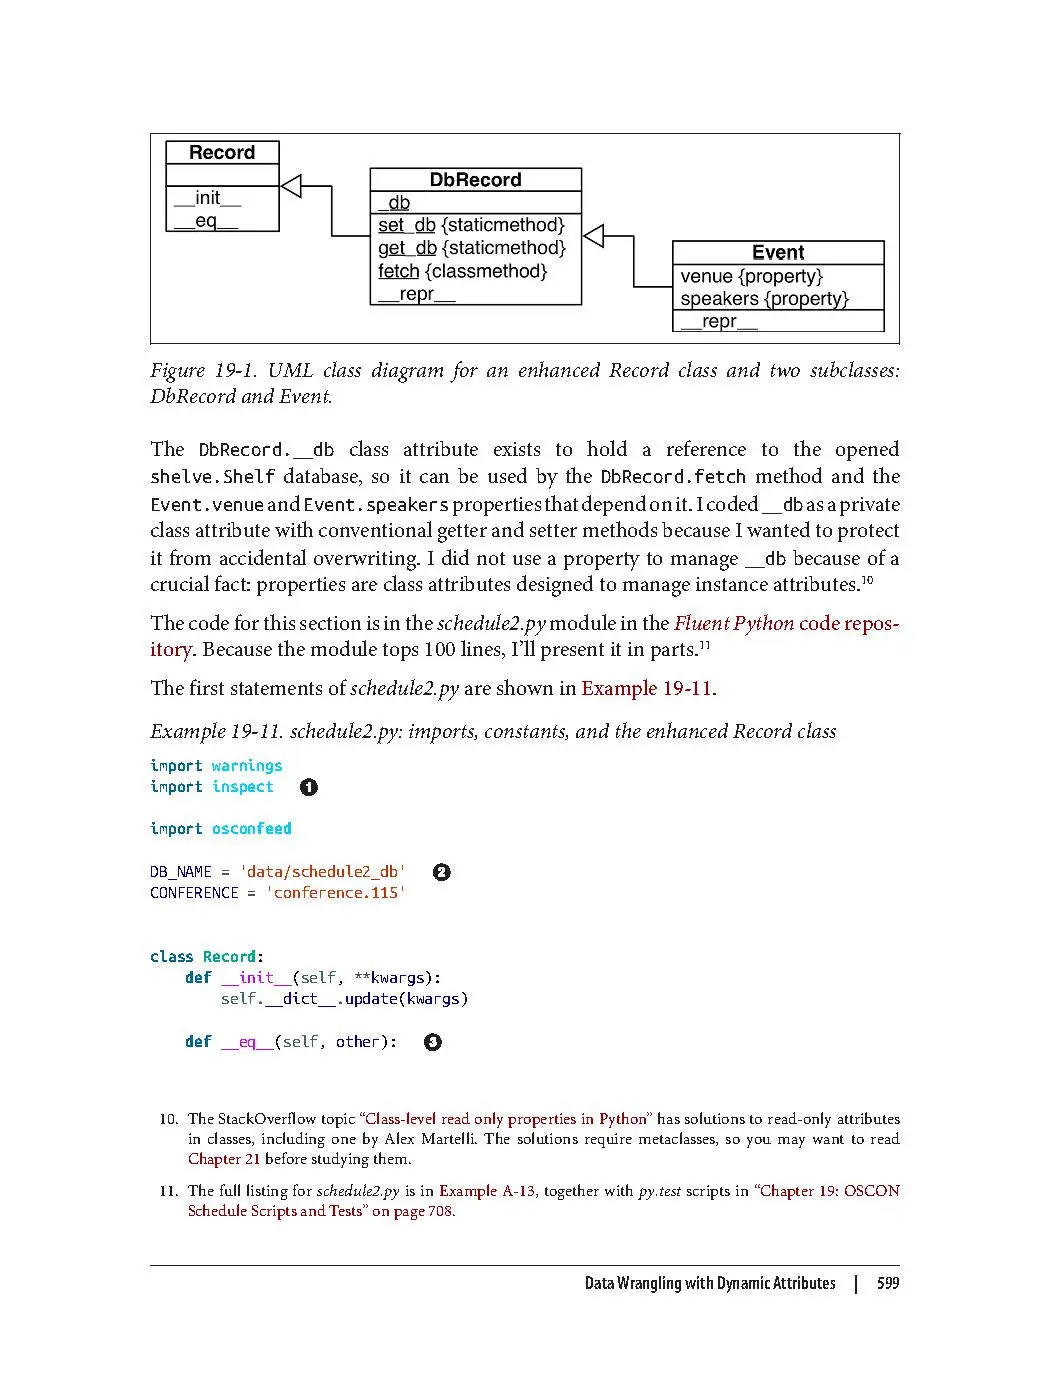 Record
__init__
__eq__
DbRecord
_db
set_db {staticmethod}
get_db {staticmethod}
fetch {classmethod}
__repr__
Event
venue {property}
speakers {property}
__repr__
Figure 19-1. UML class diagram for an enhanced Record class and two subclasses:
DbRecord and Event.
The DbRecord.__db class attribute exists to hold a reference to the opened
shelve.Shelf database, so it can be used by the DbRecord.fetch method and the
Event.venue and Event.speakers properties that depend on it. I coded __db as a private
class attribute with conventional getter and setter methods because I wanted to protect
it from accidental overwriting. I did not use a property to manage __db because of a
crucial fact: properties are class attributes designed to manage instance attributes.10
The code for this section is in the schedule2.py module in the Fluent Python code repos-
itory. Because the module tops 100 lines, I’ll present it in parts.11
The first statements of schedule2.py are shown in Example 19-11.
Example 19-11. schedule2.py: imports, constants, and the enhanced Record class
import warnings
import inspect ❶
import osconfeed
DB_NAME = 'data/schedule2_db' ❷
CONFERENCE = 'conference.115'
class Record:
    def __init__(self, **kwargs):
        self.__dict__.update(kwargs)
    def __eq__(self, other): ❸
10. The StackOverflow topic “Class-level read only properties in Python” has solutions to read-only attributes
in classes, including one by Alex Martelli. The solutions require metaclasses, so you may want to read
Chapter 21 before studying them.
11. The full listing for schedule2.py is in Example A-13, together with py.test scripts in “Chapter 19: OSCON
Schedule Scripts and Tests” on page 708.
Data Wrangling with Dynamic Attributes | 599